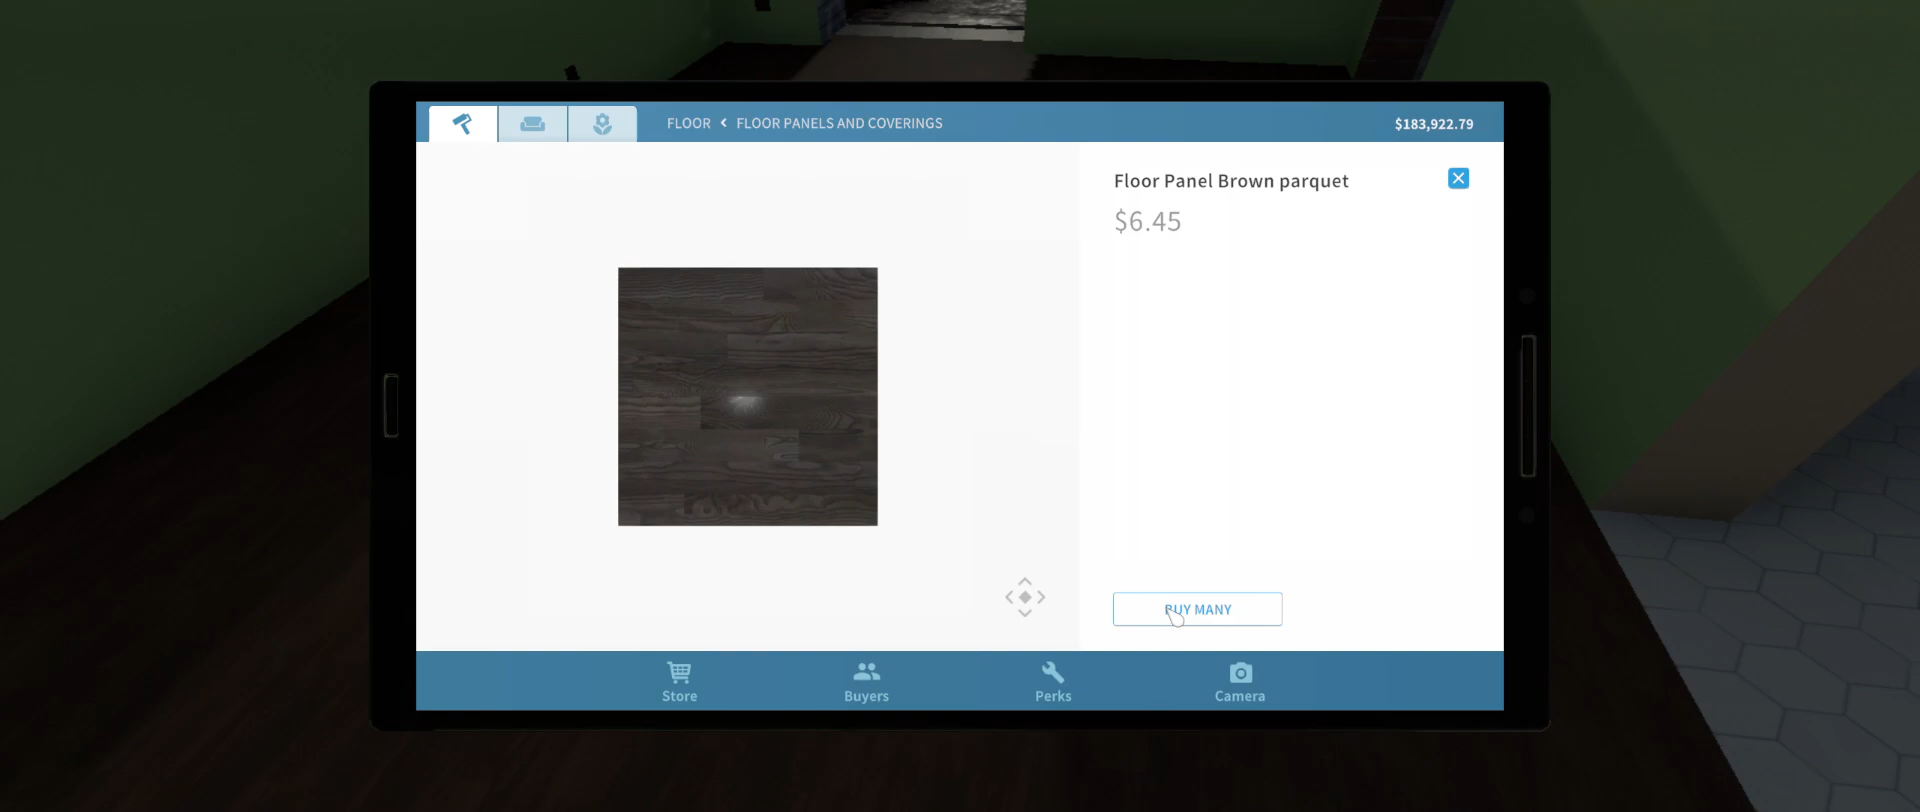 FLOOR < FLOOR PANELS AND COVERINGS
$183,922.79
Floor Panel Brown parquet
$6.45
BUY MANY
Store
Buyers
Perks
Camera